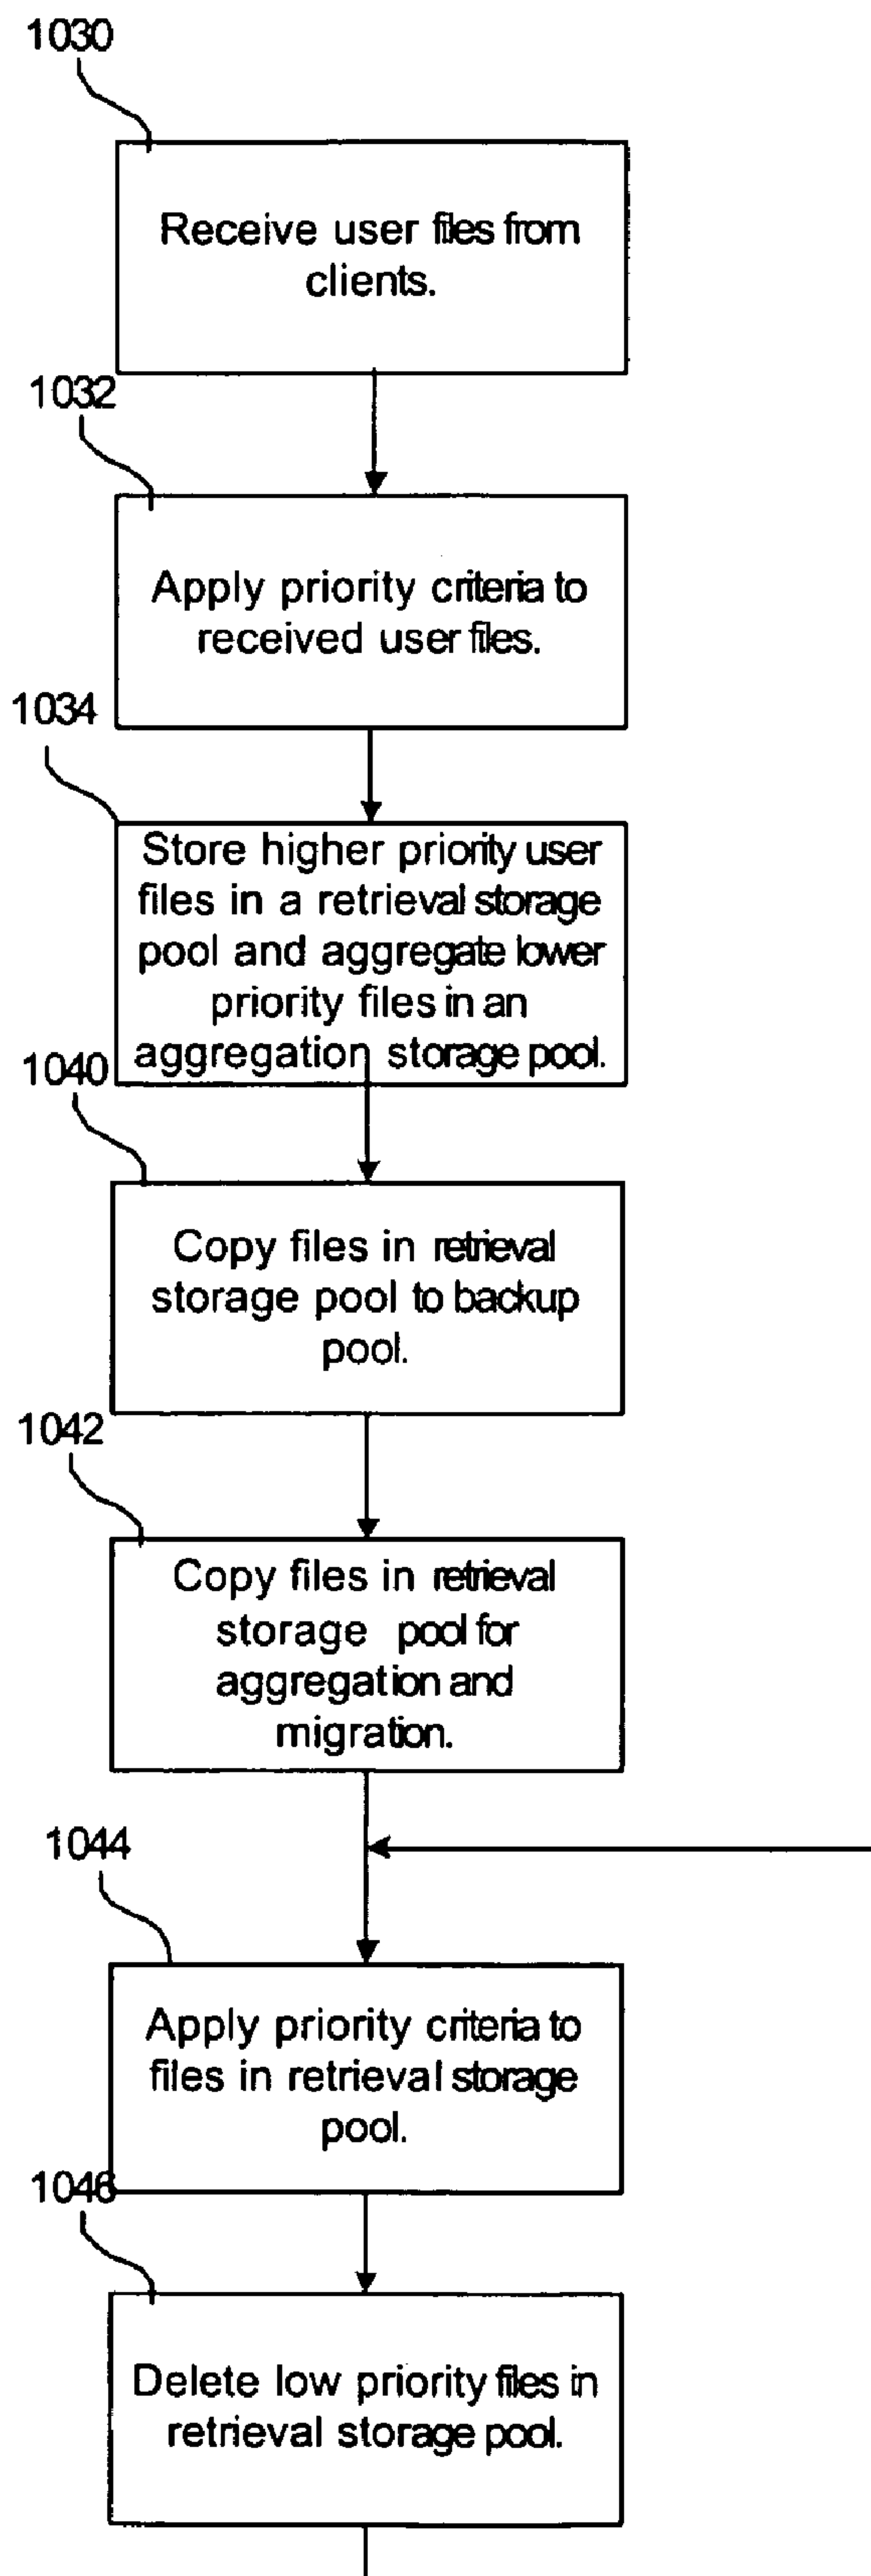 1030
Receive user files from
clients.
1032
Apply priority criteria to
received user files.
1034
Store higher priority user
files in a retrieval storage
pool and aggregate lower
priority files in an
aggregation storage pool.
1040
Copy files in retrieval
storage pool to backup
pool.
1042
Copy files in retrieval
storage pool for
aggregation and
migration.
1044
Apply priority criteria to
files in retrieval storage
pool.
1046
Delete low priority files in
retrieval storage pool.